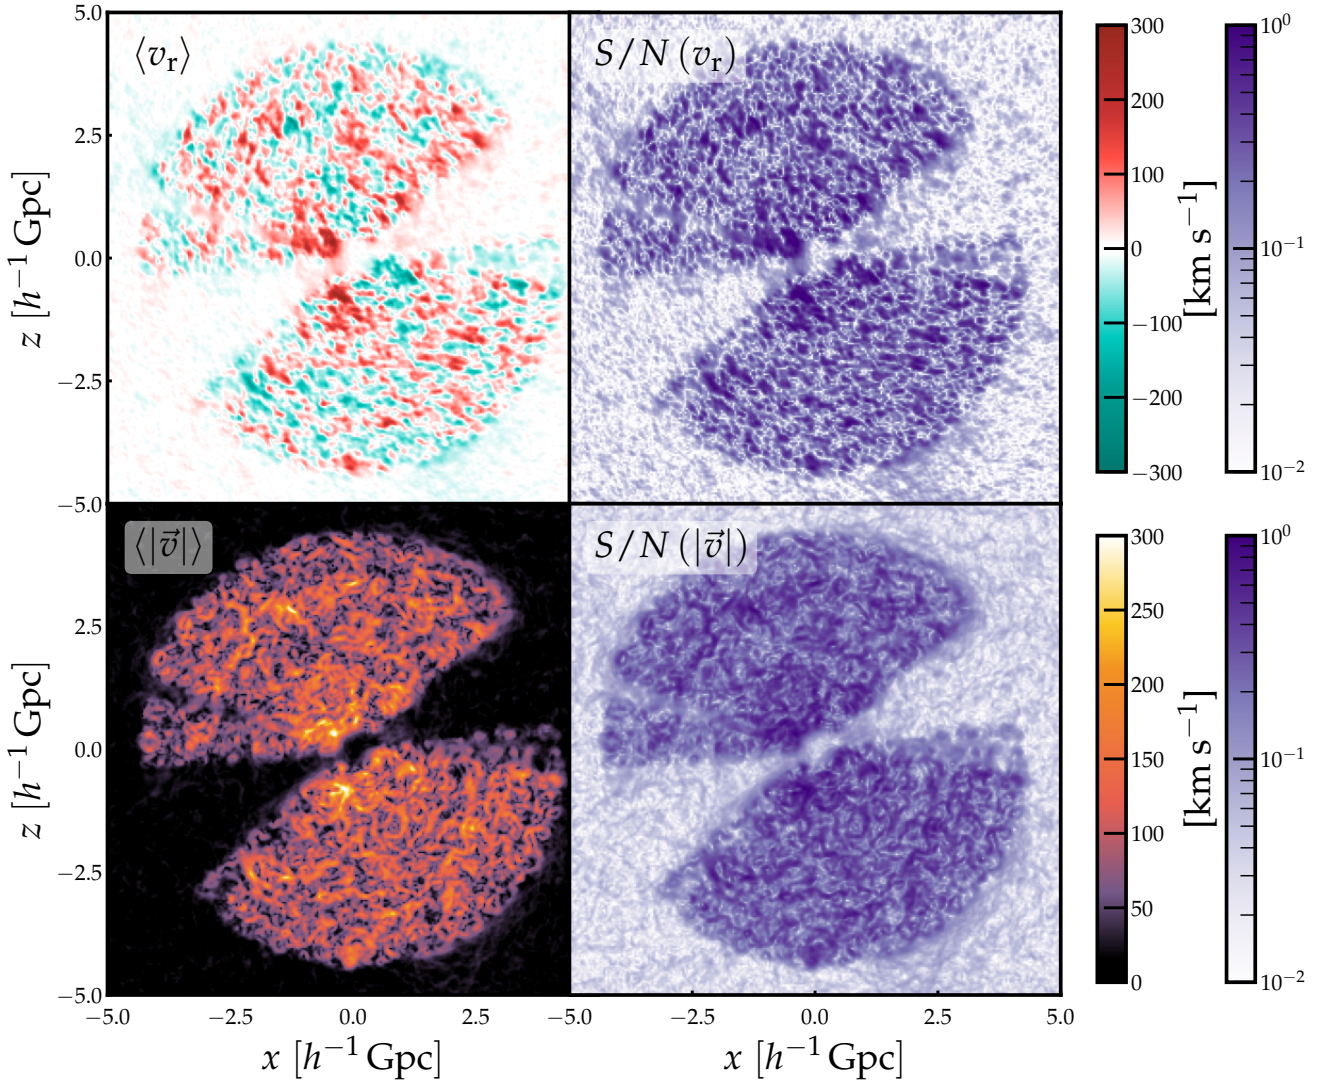 ⟨v_r⟩
S/N (v_r)
5.0
2.5
0.0
−2.5
−5.0
z [h⁻¹ Gpc]
300
200
100
0
−100
−200
−300
[km s⁻¹]
10⁰
10⁻¹
10⁻²
⟨|v⃗|⟩
S/N (|v⃗|)
2.5
0.0
−2.5
−5.0
z [h⁻¹ Gpc]
300
250
200
150
100
50
0
[km s⁻¹]
10⁰
10⁻¹
10⁻²
−5.0 −2.5 0.0 2.5 −5.0 −2.5 0.0 2.5 5.0
x [h⁻¹ Gpc] x [h⁻¹ Gpc]